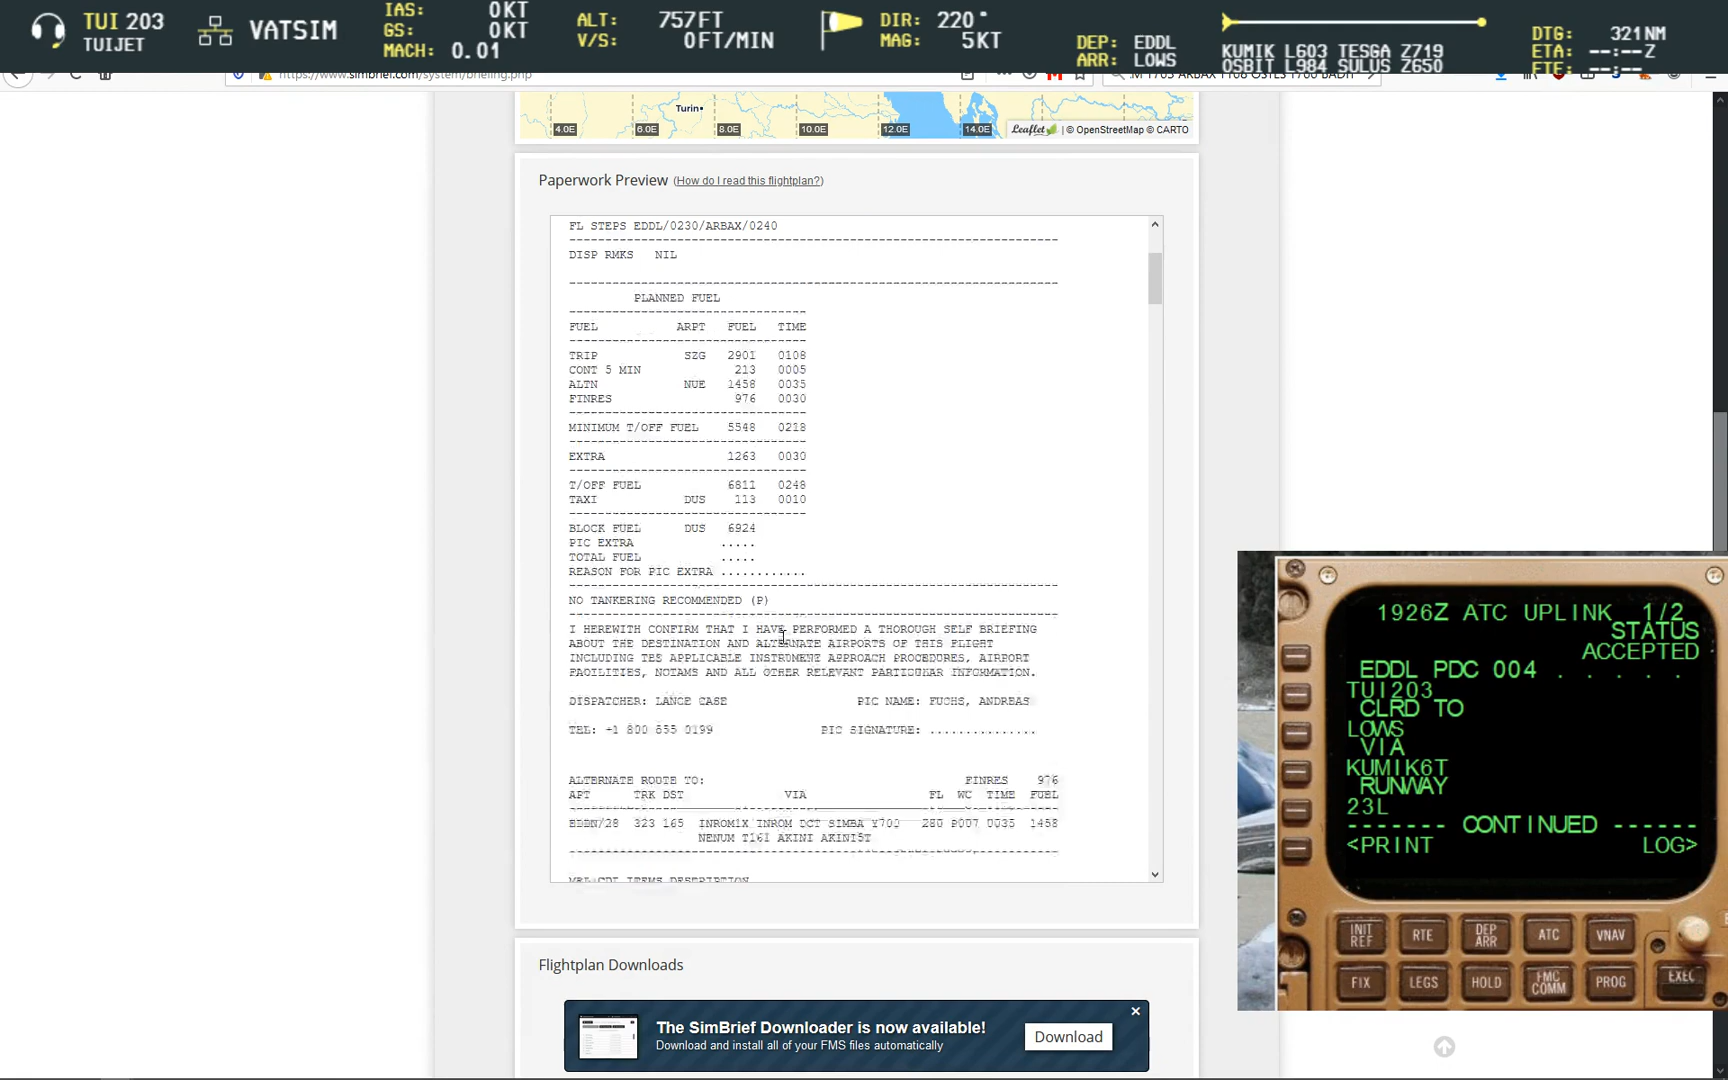 TUI 203
TUIJET
VATSIM
IAS: 0KT
GS: 0KT
MACH: 0.01
ALT: 757FT
V/S: 0FT/MIN
DIR: 220°
MAG: 5KT
DEP: EDDL
ARR: LOWS
KUMIK L603 TESGA Z719
OSBIT L984 SULUS Z650
DTG: 321NM
ETA: --:--Z
ETE: --:--
https://www.simbrief.com/system/briefing.php
Turin
4.0E 6.0E 8.0E 10.0E 12.0E 14.0E
Leaflet | © OpenStreetMap © CARTO
Paperwork Preview (How do I read this flightplan?)
FL STEPS EDDL/0230/ARBAX/0240
DISP RMKS NIL
PLANNED FUEL
FUEL ARPT FUEL TIME
TRIP SZG 2901 0108
CONT 5 MIN 213 0005
ALTN NUE 1458 0035
FINRES 976 0030
MINIMUM T/OFF FUEL 5548 0218
EXTRA 1263 0030
T/OFF FUEL 6811 0248
TAXI DUS 113 0010
BLOCK FUEL DUS 6924
PIC EXTRA .....
TOTAL FUEL .....
REASON FOR PIC EXTRA ............
NO TANKERING RECOMMENDED (P)
I HEREWITH CONFIRM THAT I HAVE PERFORMED A THOROUGH SELF BRIEFING
ABOUT THE DESTINATION AND ALTERNATE AIRPORTS OF THIS FLIGHT
INCLUDING THE APPLICABLE INSTRUMENT APPROACH PROCEDURES, AIRPORT
FACILITIES, NOTAMS AND ALL OTHER RELEVANT PARTICULAR INFORMATION.
DISPATCHER: LANCE CASE PIC NAME: FUCHS, ANDREAS
TEL: +1 800 555 0199 PIC SIGNATURE: ...............
ALTERNATE ROUTE TO: FINRES 976
APT TRK DST VIA FL WC TIME FUEL
EDDN/28 323 165 INROM1X INROM DCT SIMBA Y700 280 P007 0035 1458
NENUM T161 AKINI AKINI5T
Flightplan Downloads
The SimBrief Downloader is now available!
Download and install all of your FMS files automatically
Download
1926Z ATC UPLINK 1/2
STATUS
ACCEPTED
EDDL PDC 004 . . . . .
TUI203
CLRD TO
LOWS
VIA
KUMIK6T
RUNWAY
23L
------- CONTINUED ------
<PRINT LOG>
INIT REF
RTE
DEP ARR
ATC
VNAV
FIX
LEGS
HOLD
FMC COMM
PROG
EXEC